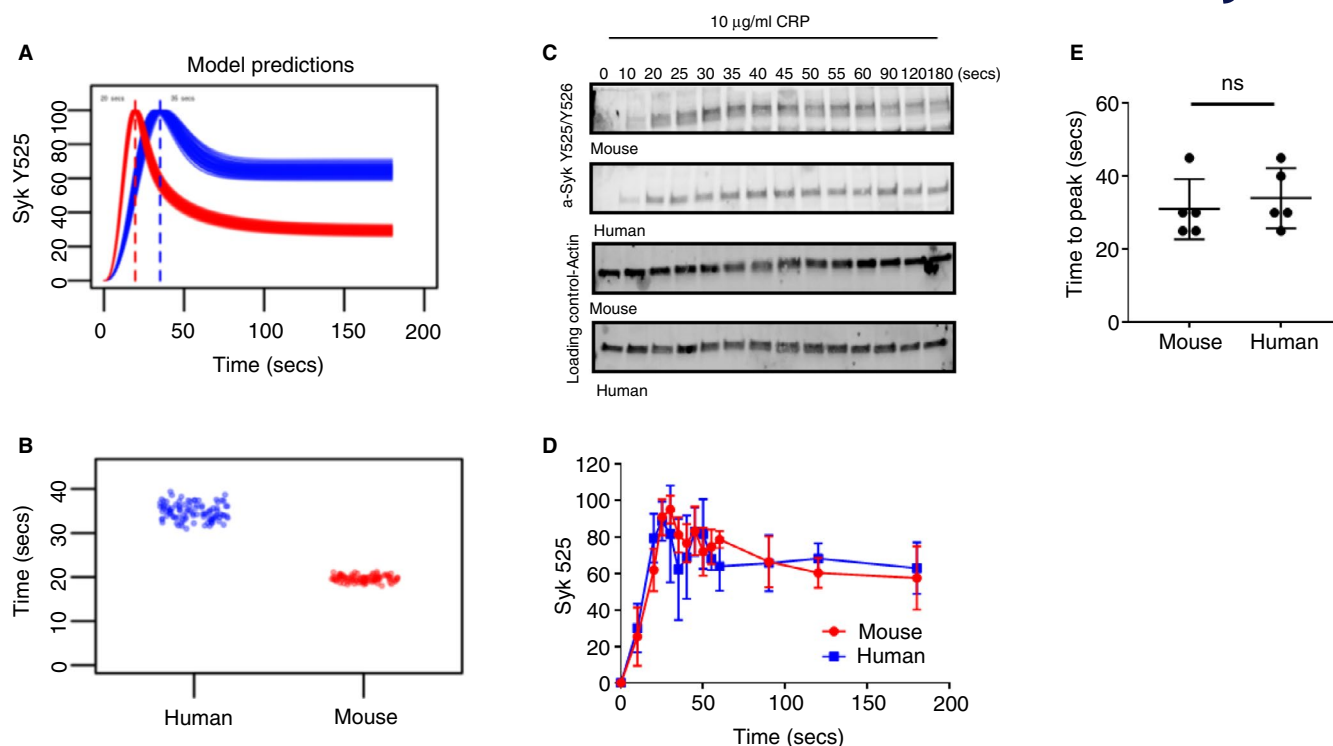 A
Model predictions
20 secs
35 secs
Syk Y525
0
20
40
60
80
100
0 50 100 150 200
Time (secs)
B
Time (secs)
0
10
20
30
40
Human Mouse
C
10 µg/ml CRP
0 10 20 25 30 35 40 45 50 55 60 90 120 180 (secs)
a-Syk Y525/Y526
Mouse
Human
Loading control-Actin
Mouse
Human
D
Syk 525
120
100
80
60
40
20
0
Mouse
Human
0 50 100 150 200
Time (secs)
E
ns
Time to peak (secs)
60
40
20
0
Mouse Human